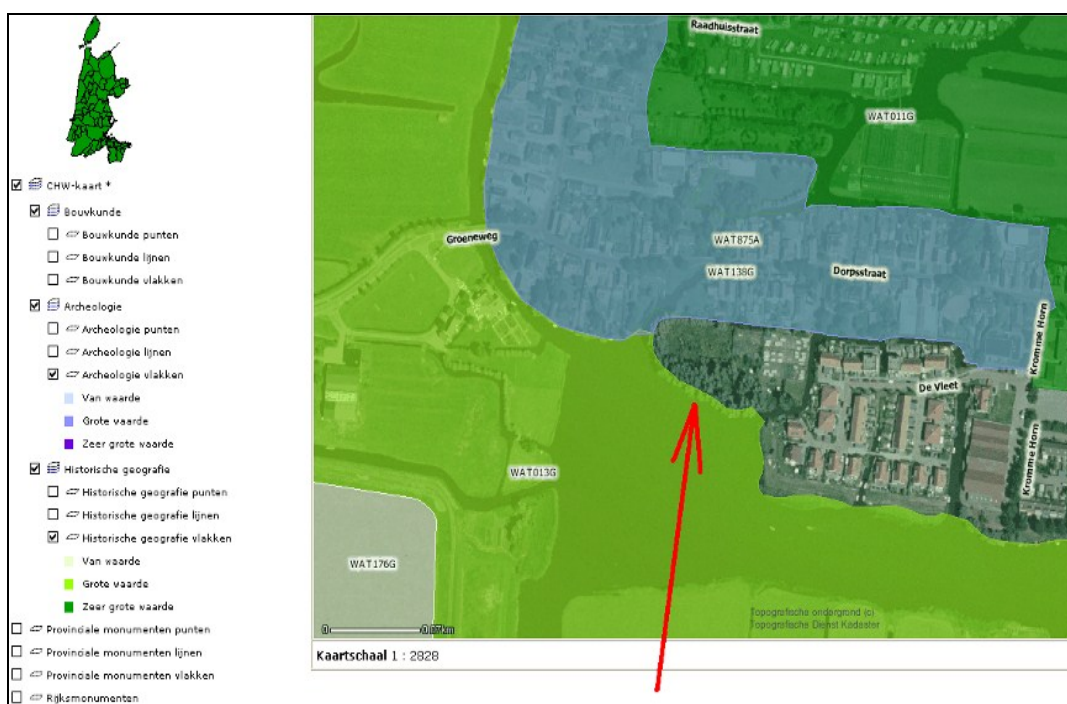 CHW-kaart *
Bouwkunde
Bouwkunde punten
Bouwkunde lijnen
Bouwkunde vlakken
Archeologie
Archeologie punten
Archeologie lijnen
Archeologie vlakken
Van waarde
Grote waarde
Zeer grote waarde
Historische geografie
Historische geografie punten
Historische geografie lijnen
Historische geografie vlakken
Van waarde
Grote waarde
Zeer grote waarde
Provinciale monumenten punten
Provinciale monumenten lijnen
Provinciale monumenten vlakken
Rijksmonumenten
Raadhuisstraat
WAT011G
Groeneweg
WAT875A
WAT138G
Dorpsstraat
Kromme Horn
De Vleet
Kromme Horn
WAT013G
WAT176G
Topografische ondergrond (c)
Topografische Dienst Kadaster
0 0.07km
Kaartschaal 1 : 2828